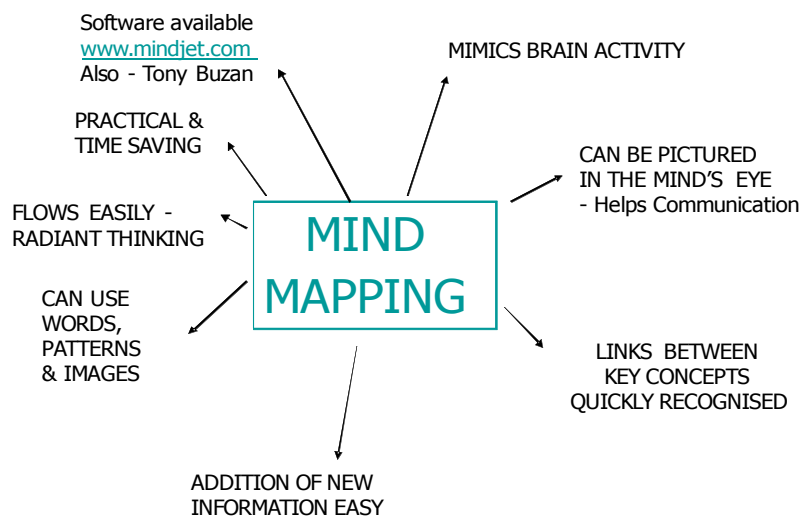 Software available
www.mindjet.com
Also - Tony Buzan
MIMICS BRAIN ACTIVITY
PRACTICAL &
TIME SAVING
CAN BE PICTURED
IN THE MIND'S EYE
- Helps Communication
FLOWS EASILY -
RADIANT THINKING
MIND
MAPPING
CAN USE
WORDS,
PATTERNS
& IMAGES
LINKS BETWEEN
KEY CONCEPTS
QUICKLY RECOGNISED
ADDITION OF NEW
INFORMATION EASY